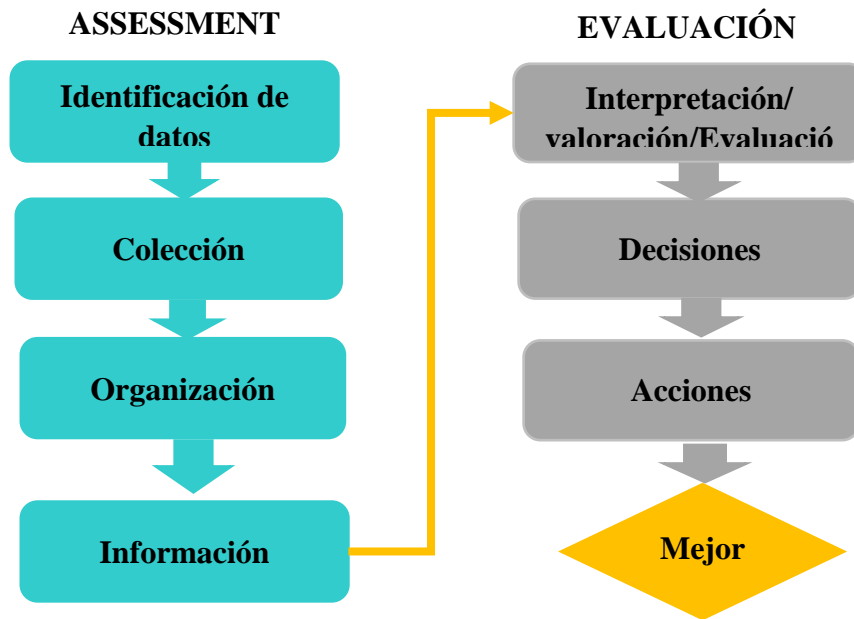 ASSESSMENT
Identificación de
datos
Colección
Organización
Información
EVALUACIÓN
Interpretación/
valoración/Evaluació
Decisiones
Acciones
Mejor